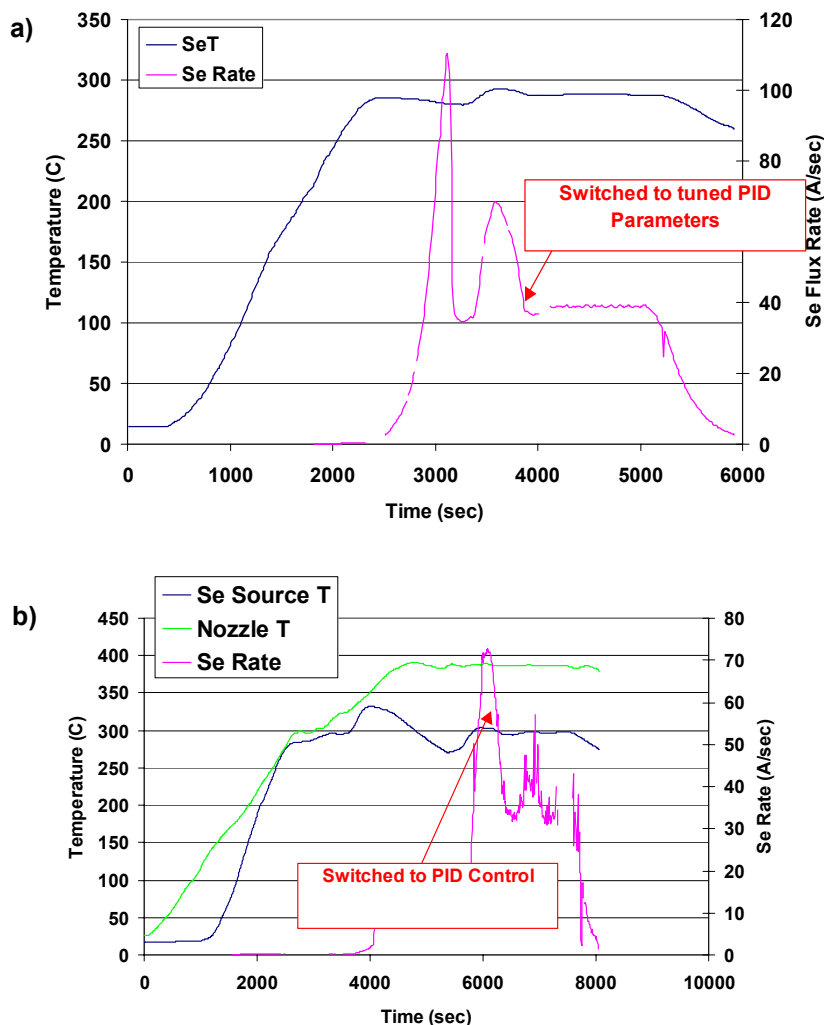 a)
SeT
Se Rate
350
300
250
200
150
100
50
0
Temperature (C)
120
100
80
60
40
20
0
Se Flux Rate (A/sec)
Switched to tuned PID
Parameters
0 1000 2000 3000 4000 5000 6000
Time (sec)
b)
Se Source T
Nozzle T
Se Rate
450
400
350
300
250
200
150
100
50
0
Temperature (C)
80
70
60
50
40
30
20
10
0
Se Rate (A/sec)
Switched to PID Control
0 2000 4000 6000 8000 10000
Time (sec)